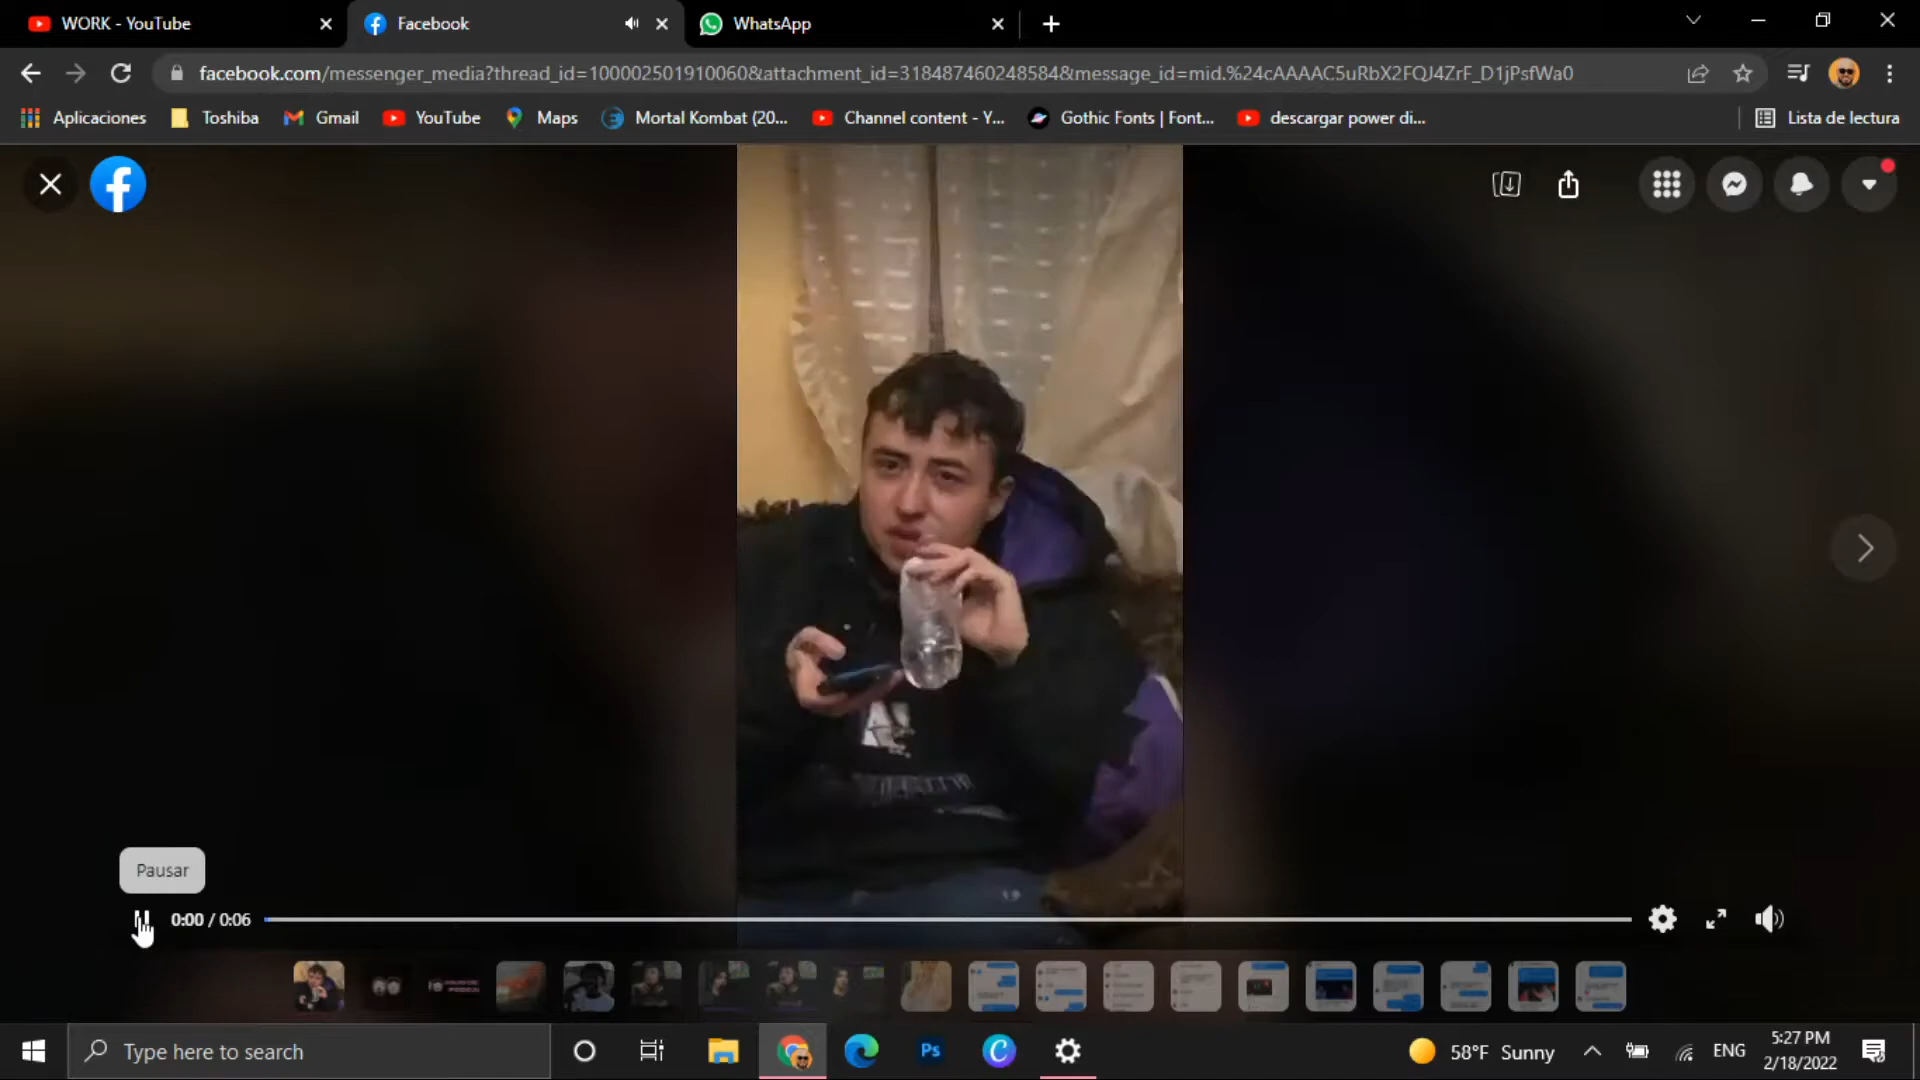 WORK - YouTube
Facebook
WhatsApp
facebook.com/messenger_media?thread_id=100002501910060&attachment_id=318487460248584&message_id=mid.%24cAAAAC5uRbX2FQJ4ZrF_D1jPsfWa0
Aplicaciones
Toshiba
Gmail
YouTube
Maps
Mortal Kombat (20...
Channel content - Y...
Gothic Fonts | Font...
descargar power di...
Lista de lectura
Pausar
0:00 / 0:06
Type here to search
Ps
58°F Sunny
ENG
5:27 PM
2/18/2022